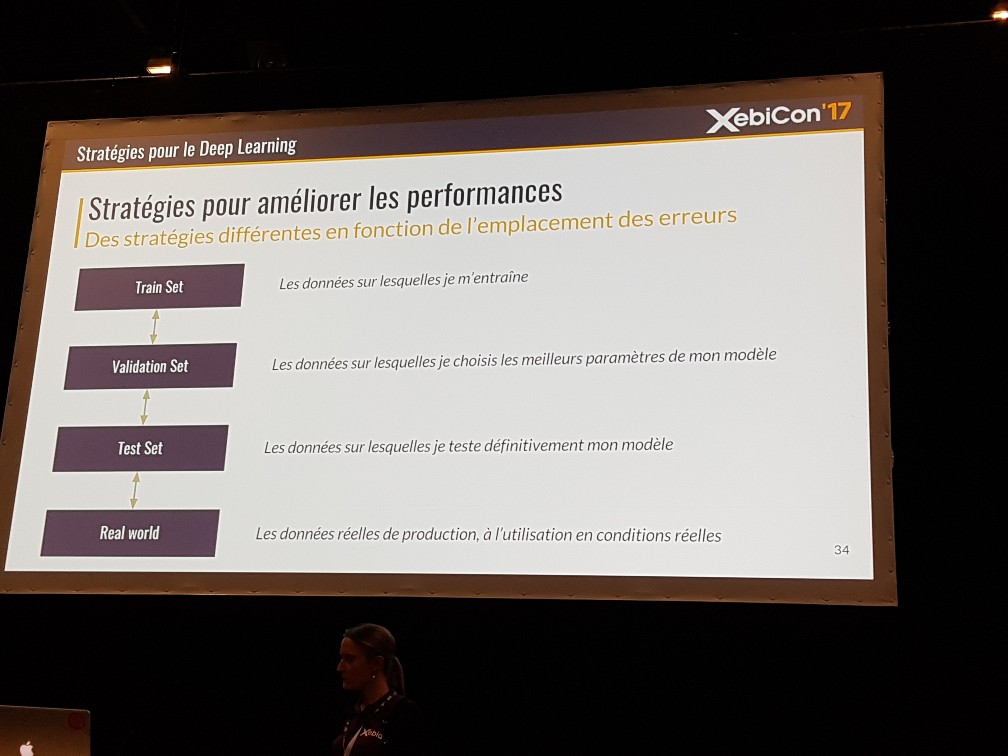 XebiCon'17
Stratégies pour le Deep Learning
Stratégies pour améliorer les performances
Des stratégies différentes en fonction de l'emplacement des erreurs
Train Set
Les données sur lesquelles je m'entraîne
Validation Set
Les données sur lesquelles je choisis les meilleurs paramètres de mon modèle
Test Set
Les données sur lesquelles je teste définitivement mon modèle
Real world
Les données réelles de production, à l'utilisation en conditions réelles
34
Xebia